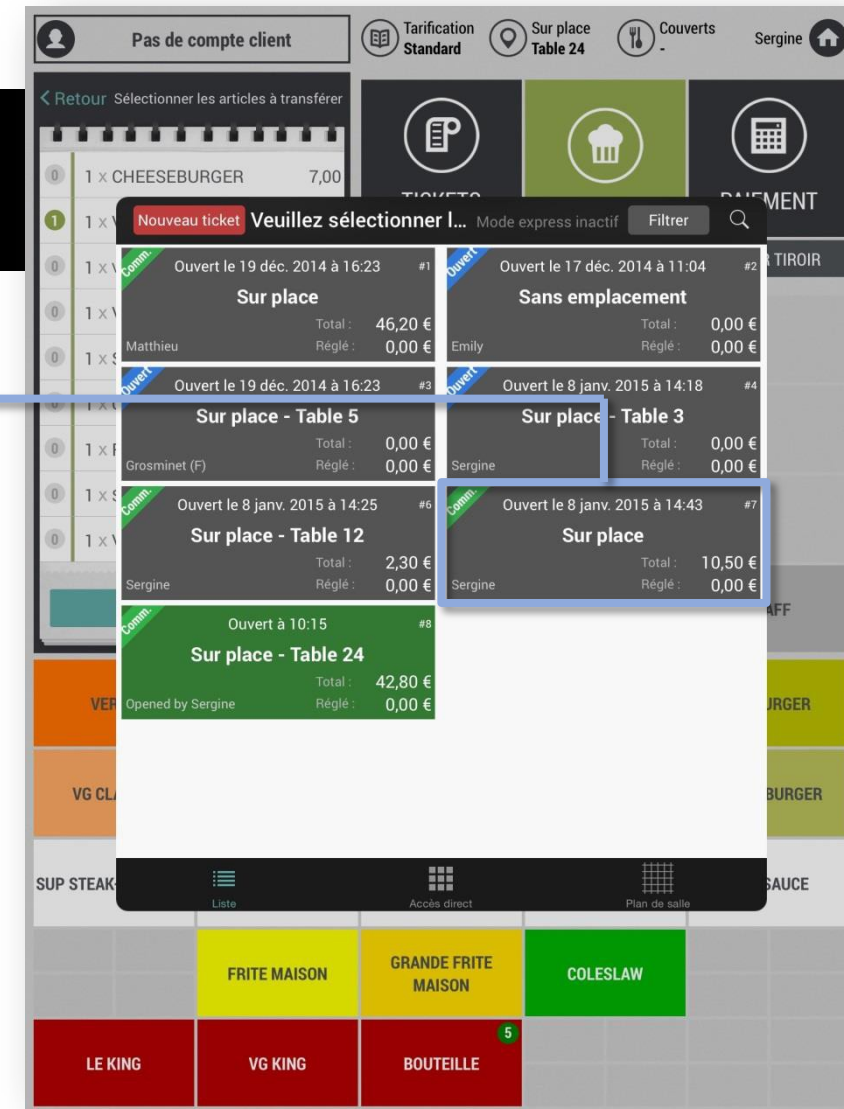 Pas de compte client
Tarification
Standard
Sur place
Table 24
Couverts
-
Sergine
Retour Sélectionner les articles à transférer
0 1 x CHEESEBURGER 7,00
1 1 x
0 1 x
0 1 x
0 1 x
0 1 x
0 1 x
0 1 x
0 1 x
TICKETS
PAIEMENT
TIROIR
Nouveau ticket Veuillez sélectionner l... Mode express inactif Filtrer
Comm. Ouvert le 19 déc. 2014 à 16:23 #1
Sur place
Total : 46,20 €
Matthieu Réglé : 0,00 €
Ouvert Ouvert le 17 déc. 2014 à 11:04 #2
Sans emplacement
Total : 0,00 €
Emily Réglé : 0,00 €
Ouvert Ouvert le 19 déc. 2014 à 16:23 #3
Sur place - Table 5
Total : 0,00 €
Grosminet (F) Réglé : 0,00 €
Ouvert Ouvert le 8 janv. 2015 à 14:18 #4
Sur place - Table 3
Total : 0,00 €
Sergine Réglé : 0,00 €
Comm. Ouvert le 8 janv. 2015 à 14:25 #6
Sur place - Table 12
Total : 2,30 €
Sergine Réglé : 0,00 €
Comm. Ouvert le 8 janv. 2015 à 14:43 #7
Sur place
Total : 10,50 €
Sergine Réglé : 0,00 €
Comm. Ouvert à 10:15 #8
Sur place - Table 24
Total : 42,80 €
Opened by Sergine Réglé : 0,00 €
VG
BURGER
SUP STEAK
SAUCE
Liste
Accès direct
Plan de salle
FRITE MAISON
GRANDE FRITE
MAISON
COLESLAW
LE KING
VG KING
BOUTEILLE
5